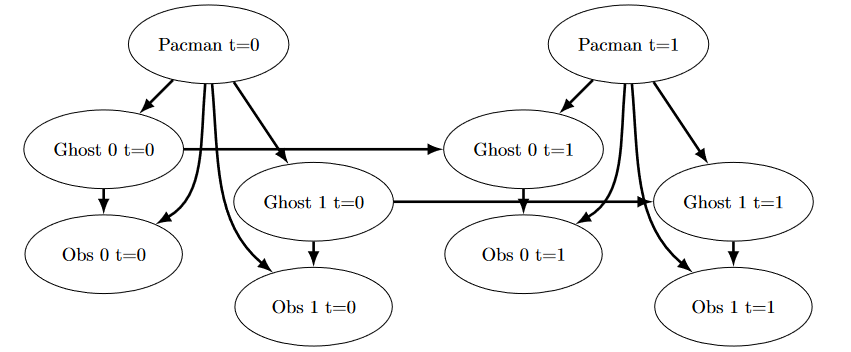 Pacman t=0
Pacman t=1
Ghost 0 t=0
Ghost 0 t=1
Ghost 1 t=0
Ghost 1 t=1
Obs 0 t=0
Obs 0 t=1
Obs 1 t=0
Obs 1 t=1